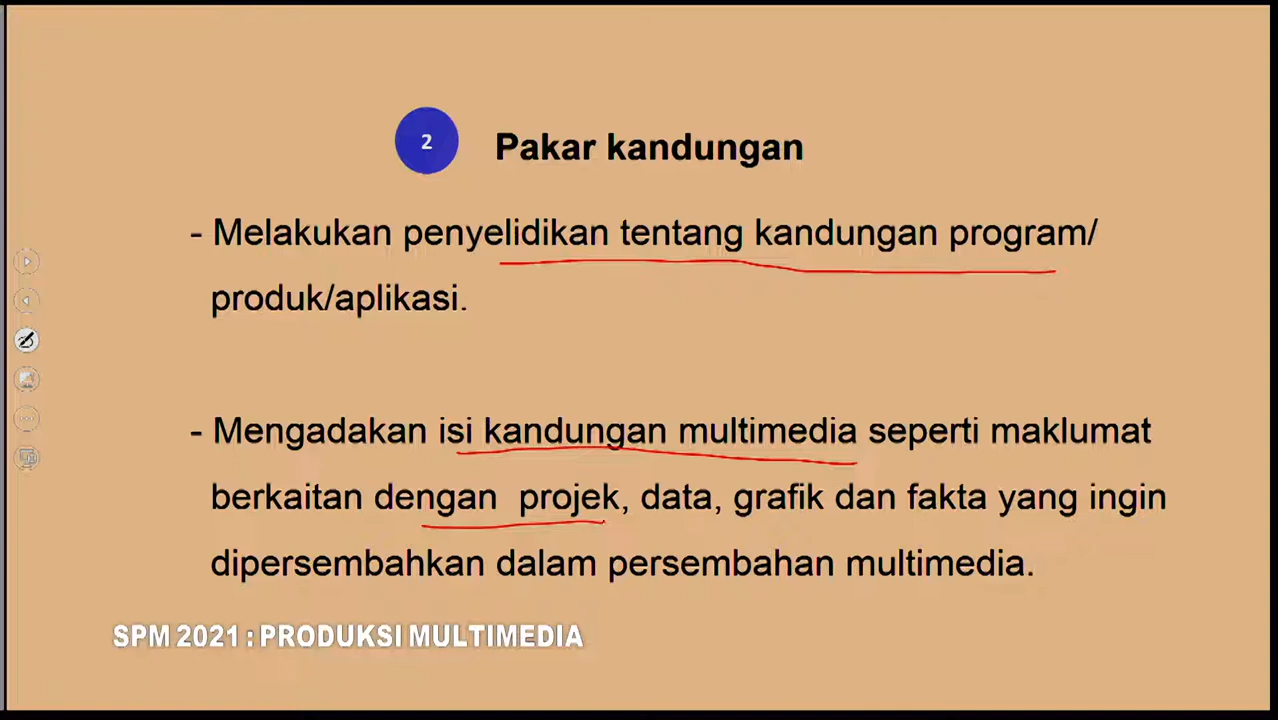 2
Pakar kandungan
- Melakukan penyelidikan tentang kandungan program/
produk/aplikasi.
- Mengadakan isi kandungan multimedia seperti maklumat
berkaitan dengan projek, data, grafik dan fakta yang ingin
dipersembahkan dalam persembahan multimedia.
SPM 2021 : PRODUKSI MULTIMEDIA